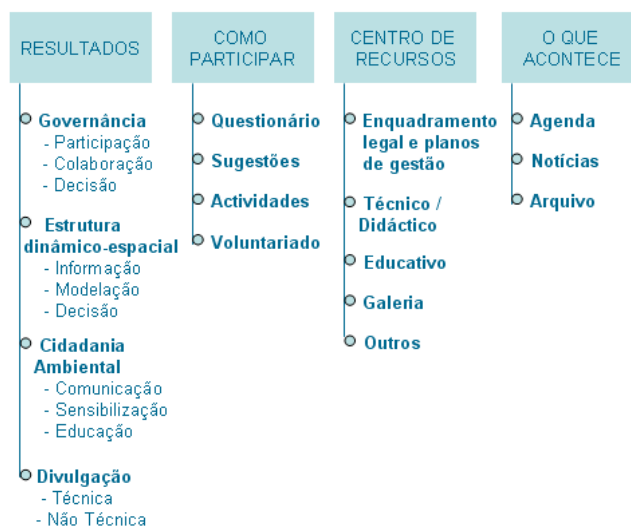 RESULTADOS
Governância
- Participação
- Colaboração
- Decisão
Estrutura
dinâmico-espacial
- Informação
- Modelação
- Decisão
Cidadania
Ambiental
- Comunicação
- Sensibilização
- Educação
Divulgação
- Técnica
- Não Técnica
COMO
PARTICIPAR
Questionário
Sugestões
Actividades
Voluntariado
CENTRO DE
RECURSOS
Enquadramento
legal e planos
de gestão
Técnico /
Didáctico
Educativo
Galeria
Outros
O QUE
ACONTECE
Agenda
Notícias
Arquivo